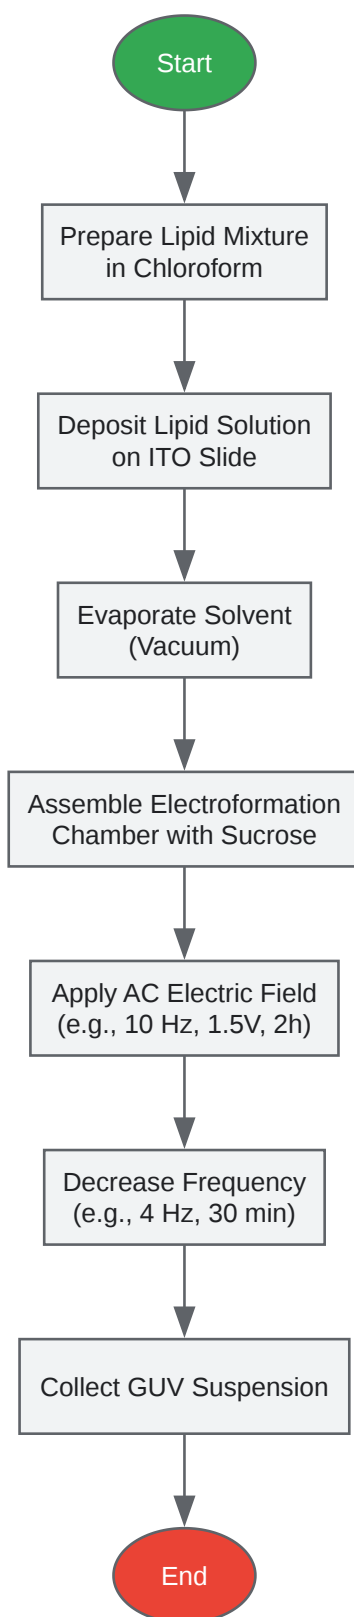 Start
Prepare Lipid Mixture
in Chloroform
Deposit Lipid Solution
on ITO Slide
Evaporate Solvent
(Vacuum)
Assemble Electroformation
Chamber with Sucrose
Apply AC Electric Field
(e.g., 10 Hz, 1.5V, 2h)
Decrease Frequency
(e.g., 4 Hz, 30 min)
Collect GUV Suspension
End